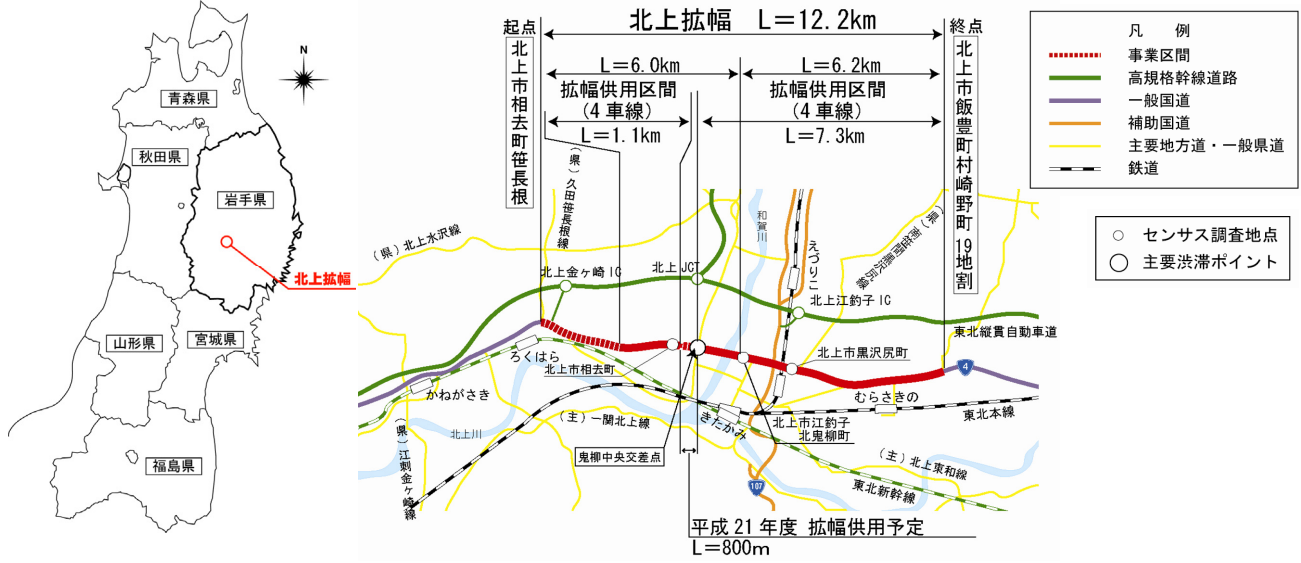 N
青森県
秋田県
岩手県
北上拡幅
山形県
宮城県
福島県
北上拡幅 L=12.2km
起点
北上市相去町笹長根
終点
北上市飯豊町村崎野町19地割
L=6.0km
L=6.2km
拡幅供用区間
(4車線)
L=1.1km
拡幅供用区間
(4車線)
L=7.3km
凡 例
事業区間
高規格幹線道路
一般国道
補助国道
主要地方道・一般県道
鉄道
センサス調査地点
主要渋滞ポイント
(県)久田笹長根線
(県)北上水沢線
和賀川
えづりこ
(県)南笹間黒沢尻線
北上金ヶ崎IC
北上JCT
北上江釣子IC
東北縦貫自動車道
ろくはら
北上市相去町
北上市黒沢尻町
4
かねがさき
むらさきの
東北本線
(主)一関北上線
きたかみ
北上市江釣子
北鬼柳町
北上川
(県)江刺金ヶ崎線
鬼柳中央交差点
(主)北上東和線
東北新幹線
107
平成21年度 拡幅供用予定
L=800m